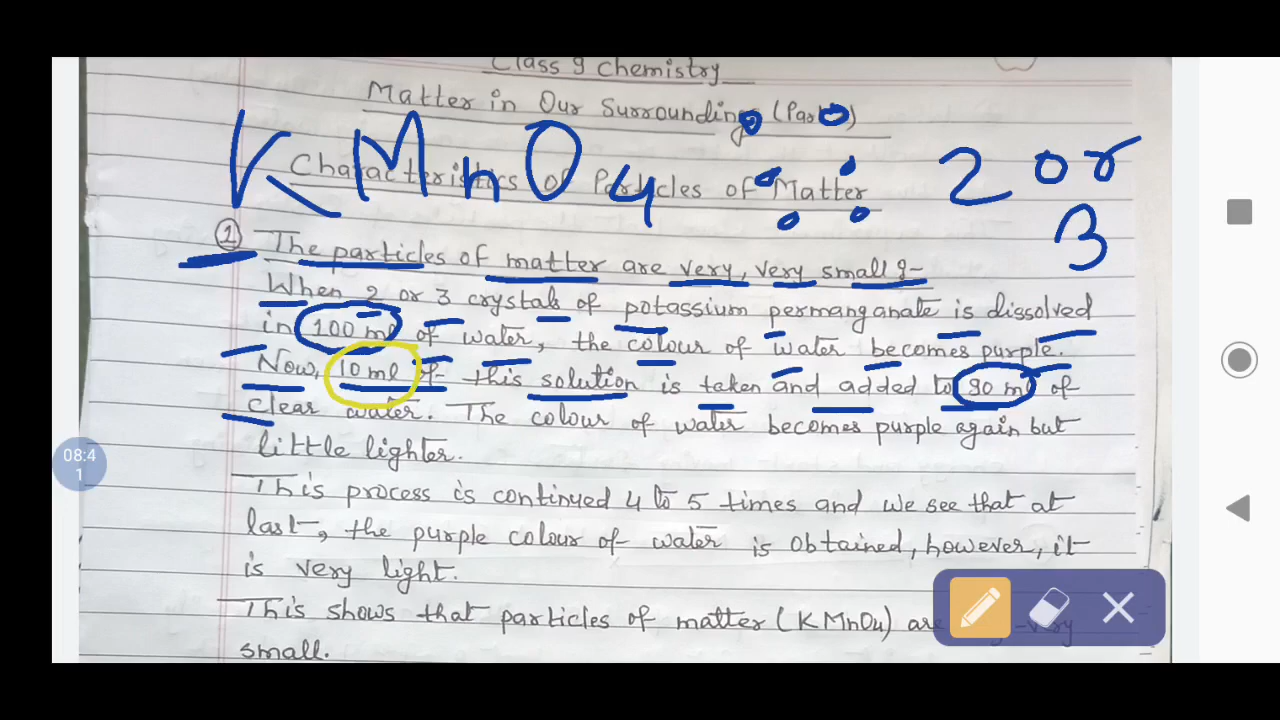 Class 9 Chemistry
Matter in Our Surroundings (Par
KMnO4 2 or
3
Characteristics of Particles of Matter
1 The particles of matter are very, very small :-
When 2 or 3 crystals of potassium permanganate is dissolved
in 100 ml of water, the colour of water becomes purple.
Now, 10 ml of this solution is taken and added to 90 ml of
clear water. The colour of water becomes purple again but
little lighter.
This process is continued 4 to 5 times and we see that at
last, the purple colour of water is obtained, however, it
is very light.
This shows that particles of matter (KMnO4) are very
small.
08:4
1